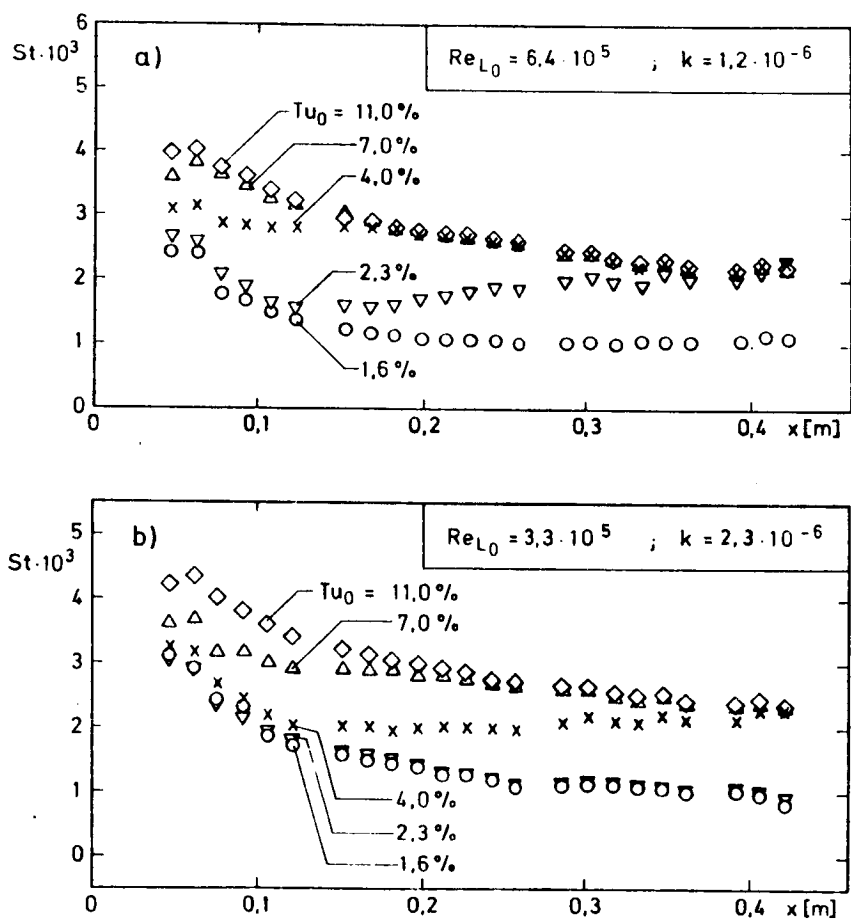 6
St·10³
a)
Re_L₀ = 6,4·10⁵ ; k = 1,2·10⁻⁶
5
Tu₀ = 11,0 %
4
7,0 %
4,0 %
3
2,3 %
2
1
1,6 %
0
0 0,1 0,2 0,3 0,4 x [m]
5
b)
Re_L₀ = 3,3·10⁵ ; k = 2,3·10⁻⁶
St·10³
4
Tu₀ = 11,0 %
7,0 %
3
2
4,0 %
1
2,3 %
1,6 %
0
0 0,1 0,2 0,3 0,4 x [m]